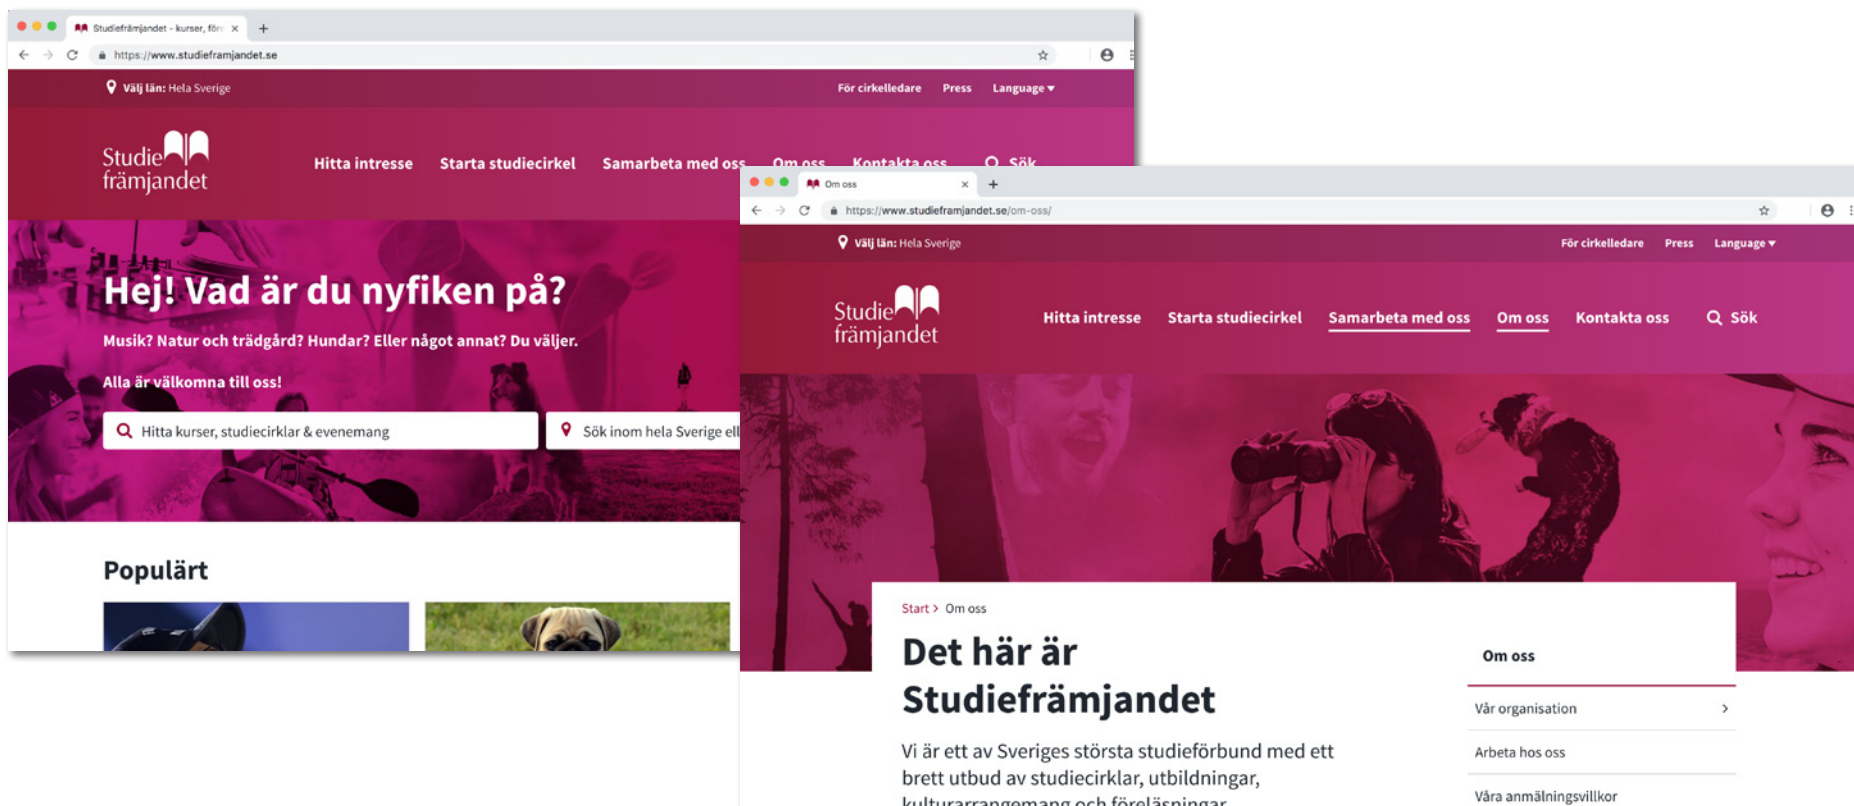 Studiefrämjandet - kurser, före
https://www.studieframjandet.se
Välj län: Hela Sverige
För cirkelledare Press Language
Studie
främjandet
Hitta intresse Starta studiecirkel Samarbeta med oss Om oss Kontakta oss Sök
Hej! Vad är du nyfiken på?
Musik? Natur och trädgård? Hundar? Eller något annat? Du väljer.
Alla är välkomna till oss!
Hitta kurser, studiecirklar & evenemang
Sök inom hela Sverige ell
Populärt
Om oss
https://www.studieframjandet.se/om-oss/
Välj län: Hela Sverige
För cirkelledare Press Language
Studie
främjandet
Hitta intresse Starta studiecirkel Samarbeta med oss Om oss Kontakta oss Sök
Start > Om oss
Det här är
Studiefrämjandet
Vi är ett av Sveriges största studieförbund med ett
brett utbud av studiecirklar, utbildningar,
kulturarrangemang och föreläsningar
Om oss
Vår organisation
Arbeta hos oss
Våra anmälningsvillkor